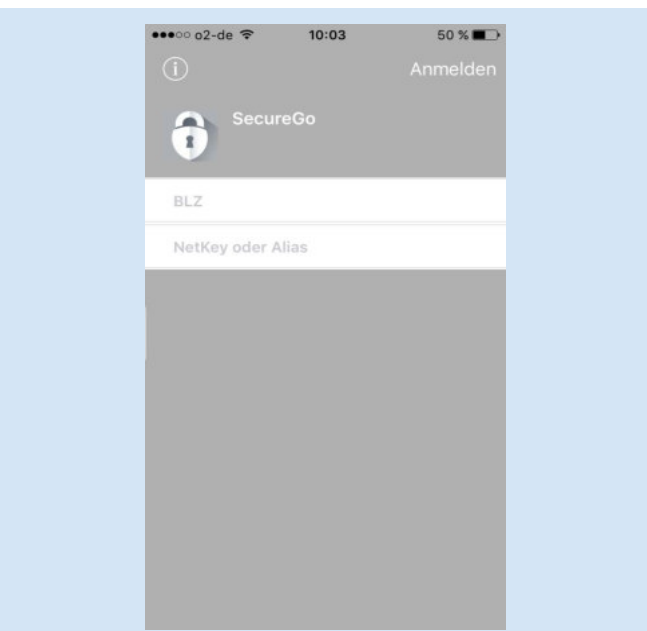 o2-de 10:03 50 %
Anmelden
SecureGo
BLZ
NetKey oder Alias